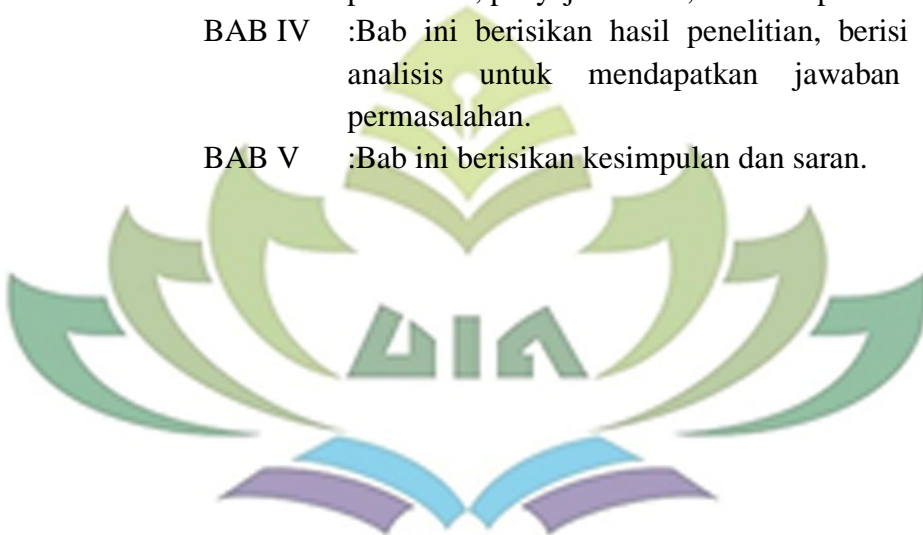 BAB IV :Bab ini berisikan hasil penelitian, berisi
analisis untuk mendapatkan jawaban
permasalahan.
BAB V :Bab ini berisikan kesimpulan dan saran.
UIN